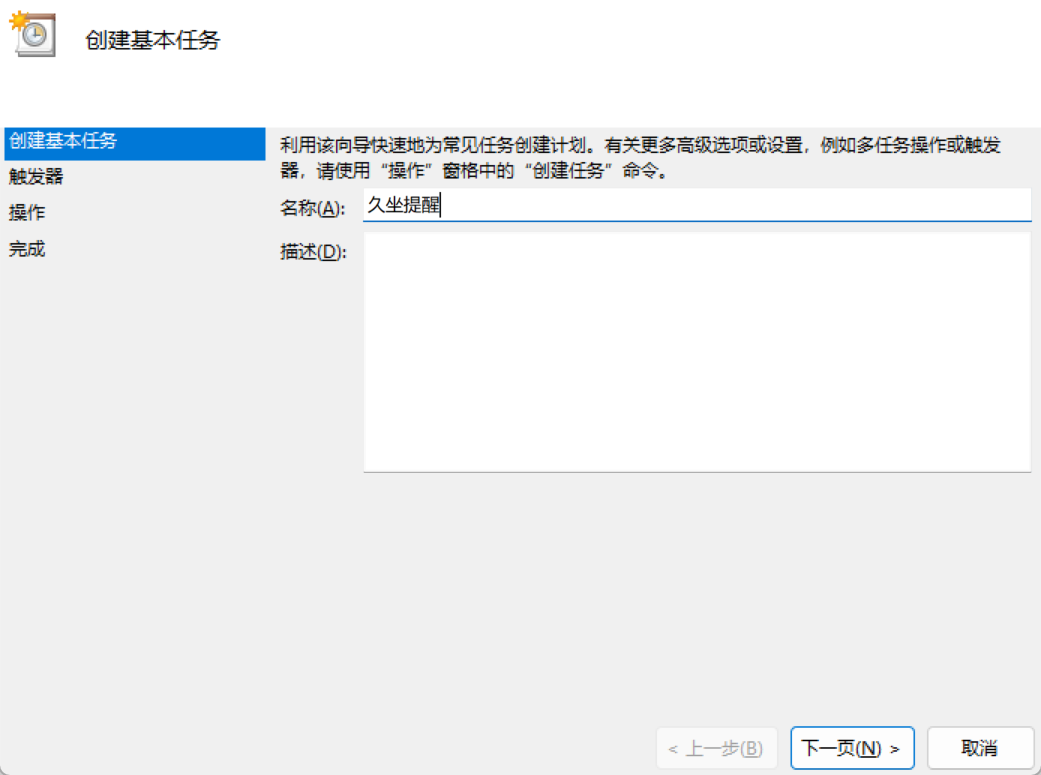 创建基本任务
创建基本任务
触发器
操作
完成
利用该向导快速地为常见任务创建计划。有关更多高级选项或设置，例如多任务操作或触发
器，请使用“操作”窗格中的“创建任务”命令。
名称(A): 久坐提醒
描述(D):
< 上一步(B) 下一页(N) > 取消